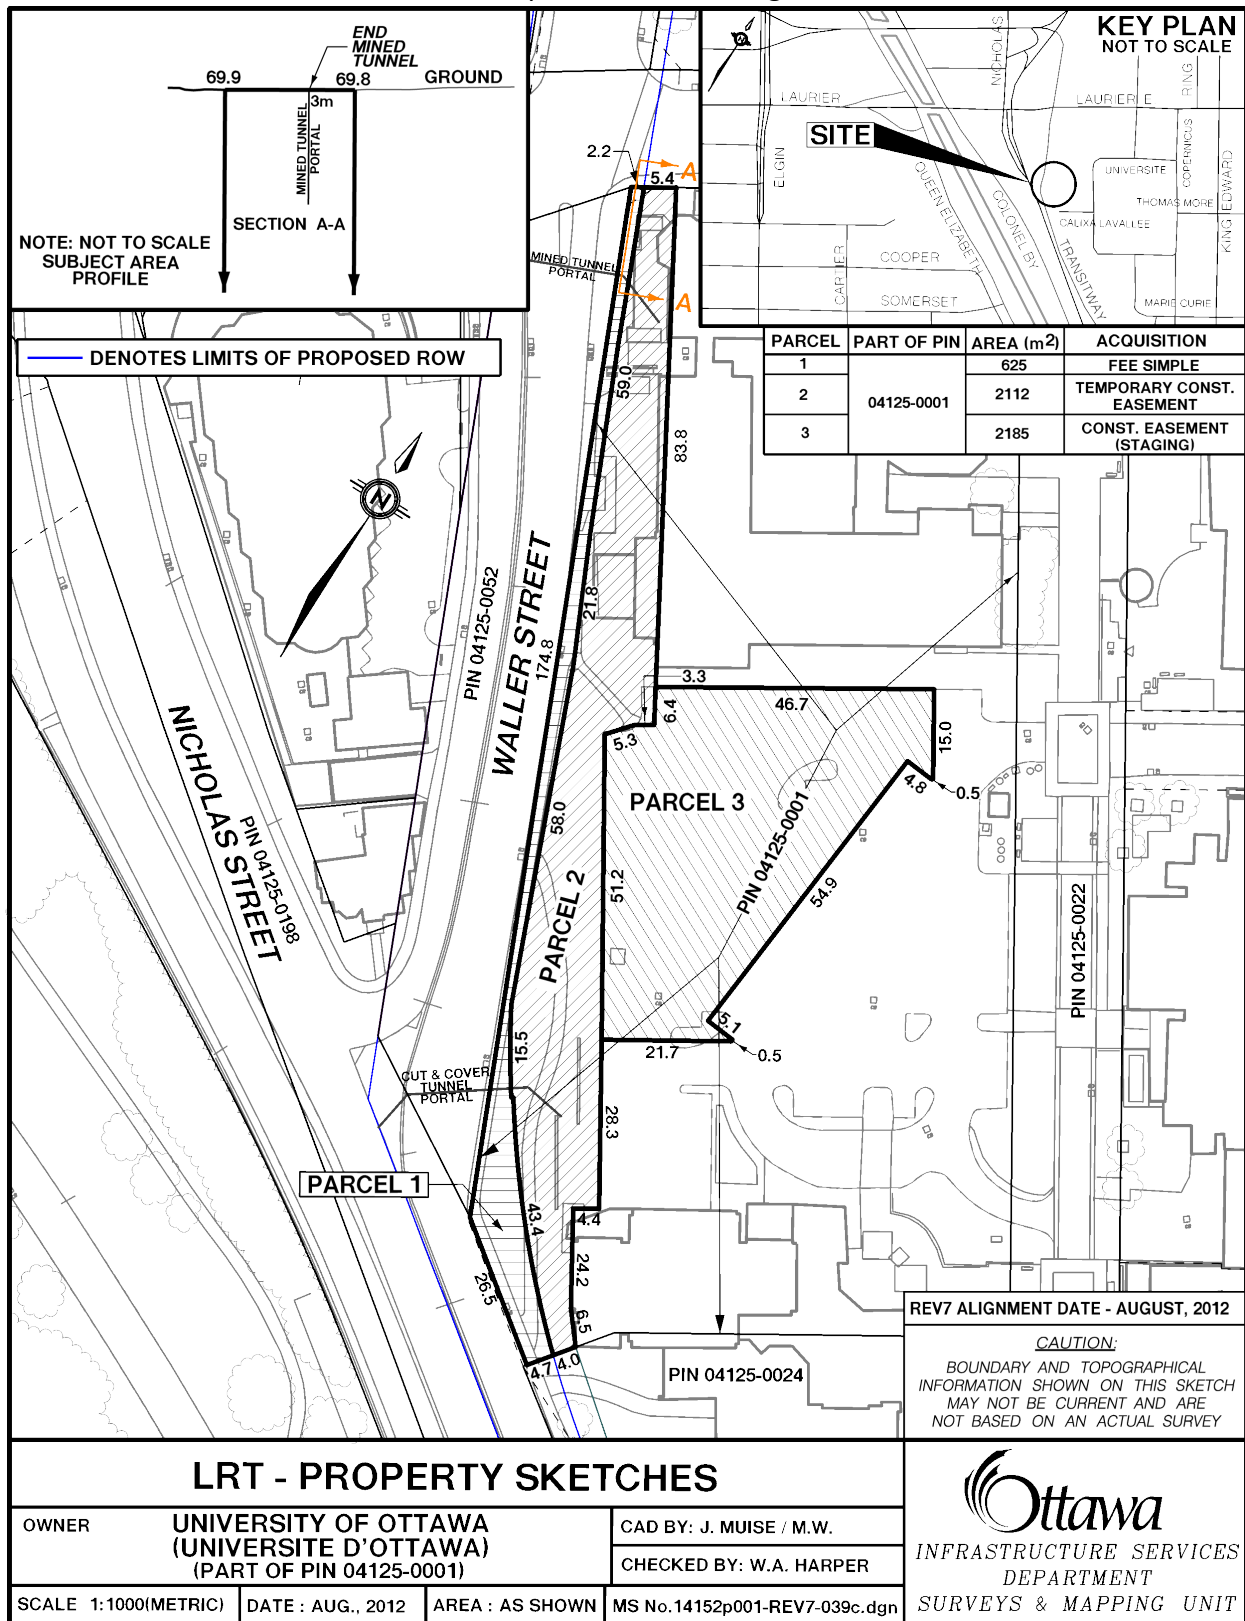 END
MINED
TUNNEL
69.9
69.8
GROUND
3m
MINED TUNNEL
PORTAL
SECTION A-A
NOTE: NOT TO SCALE
SUBJECT AREA
PROFILE
DENOTES LIMITS OF PROPOSED ROW
KEY PLAN
NOT TO SCALE
NICHOLAS
RING
LAURIER
LAURIER E
SITE
ELGIN
COPERNICUS
UNIVERSITE
KING EDWARD
THOMAS MORE
QUEEN ELIZABETH
COLONEL BY
CALIXA LAVALLEE
TRANSITWAY
CARTIER
COOPER
SOMERSET
MARIE CURIE
PARCEL PART OF PIN AREA (m2) ACQUISITION
1 625 FEE SIMPLE
2 04125-0001 2112 TEMPORARY CONST.
EASEMENT
3 2185 CONST. EASEMENT
(STAGING)
2.2
A
5.4
MINED TUNNEL
PORTAL
A
59.0
83.8
N
PIN 04125-0052
WALLER STREET
174.8
21.8
3.3
6.4
46.7
15.0
5.3
4.8
0.5
NICHOLAS STREET
PIN 04125-0198
58.0
PARCEL 3
PIN 04125-0001
54.9
51.2
PARCEL 2
PIN 04125-0022
5.1
21.7
0.5
15.5
CUT & COVER
TUNNEL
PORTAL
28.3
PARCEL 1
43.4
4.4
26.5
24.2
6.5
4.7
4.0
PIN 04125-0024
REV7 ALIGNMENT DATE - AUGUST, 2012
CAUTION:
BOUNDARY AND TOPOGRAPHICAL
INFORMATION SHOWN ON THIS SKETCH
MAY NOT BE CURRENT AND ARE
NOT BASED ON AN ACTUAL SURVEY
LRT - PROPERTY SKETCHES
OWNER
UNIVERSITY OF OTTAWA
(UNIVERSITE D'OTTAWA)
(PART OF PIN 04125-0001)
CAD BY: J. MUISE / M.W.
CHECKED BY: W.A. HARPER
SCALE 1:1000(METRIC)
DATE : AUG., 2012
AREA : AS SHOWN
MS No.14152p001-REV7-039c.dgn
Ottawa
INFRASTRUCTURE SERVICES
DEPARTMENT
SURVEYS & MAPPING UNIT